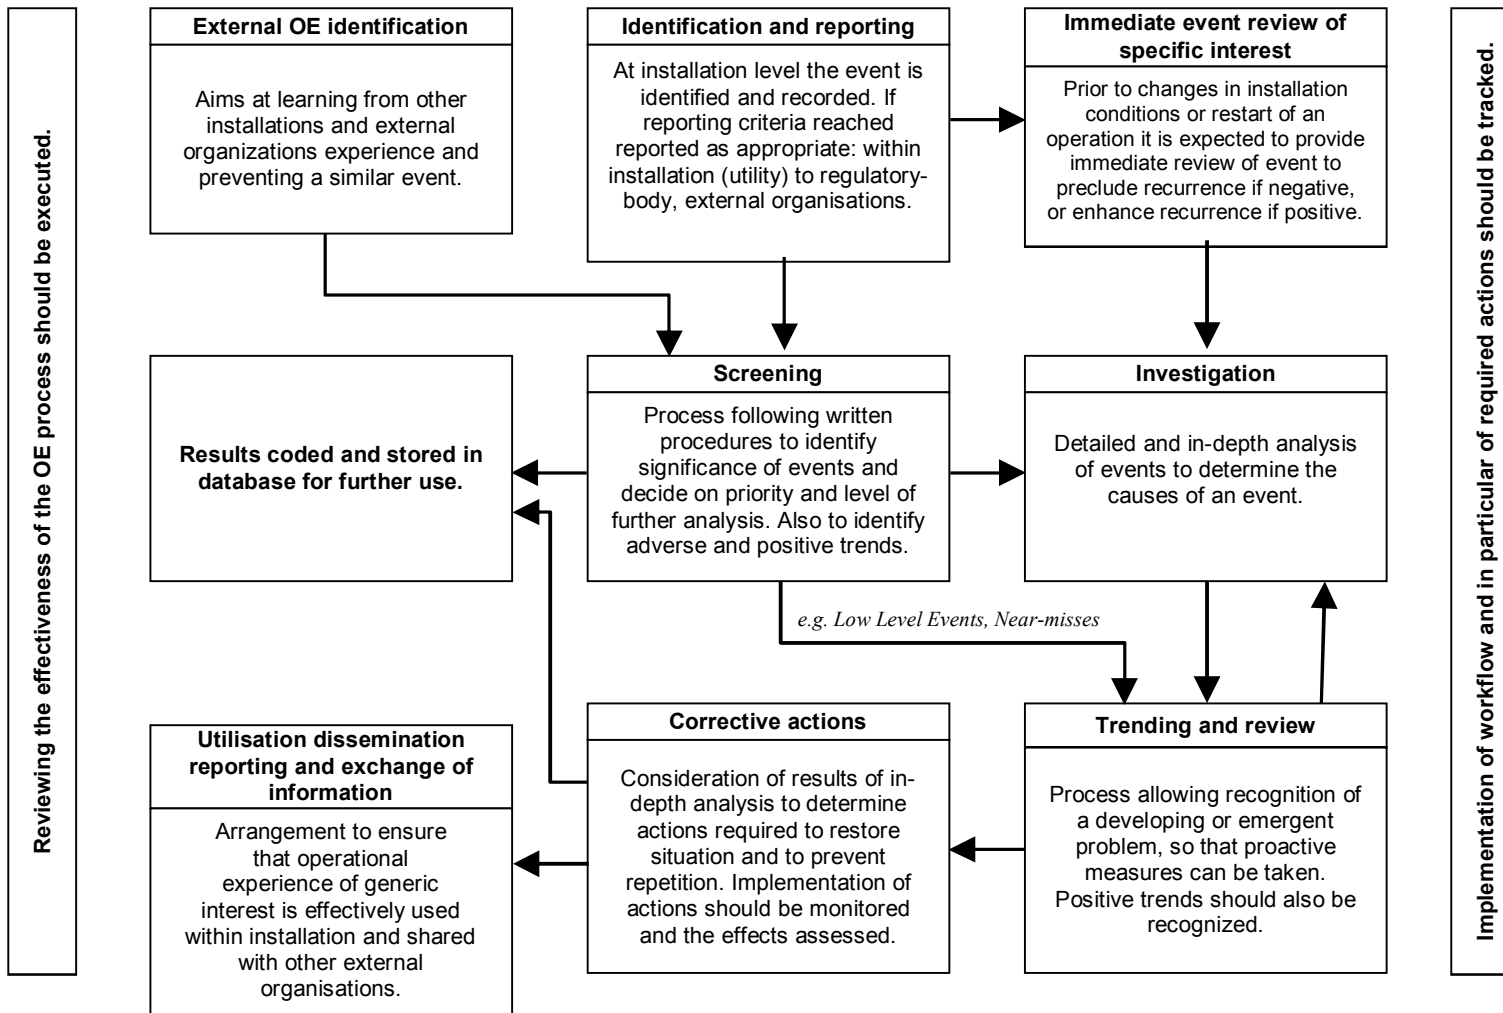 Reviewing the effectiveness of the OE process should be executed.
External OE identification
Aims at learning from other
installations and external
organizations experience and
preventing a similar event.
Identification and reporting
At installation level the event is
identified and recorded. If
reporting criteria reached
reported as appropriate: within
installation (utility) to regulatory-
body, external organisations.
Immediate event review of
specific interest
Prior to changes in installation
conditions or restart of an
operation it is expected to provide
immediate review of event to
preclude recurrence if negative,
or enhance recurrence if positive.
Results coded and stored in
database for further use.
Screening
Process following written
procedures to identify
significance of events and
decide on priority and level of
further analysis. Also to identify
adverse and positive trends.
Investigation
Detailed and in-depth analysis
of events to determine the
causes of an event.
e.g. Low Level Events, Near-misses
Utilisation dissemination
reporting and exchange of
information
Arrangement to ensure
that operational
experience of generic
interest is effectively used
within installation and shared
with other external
organisations.
Corrective actions
Consideration of results of in-
depth analysis to determine
actions required to restore
situation and to prevent
repetition. Implementation of
actions should be monitored
and the effects assessed.
Trending and review
Process allowing recognition of
a developing or emergent
problem, so that proactive
measures can be taken.
Positive trends should also be
recognized.
Implementation of workflow and in particular of required actions should be tracked.